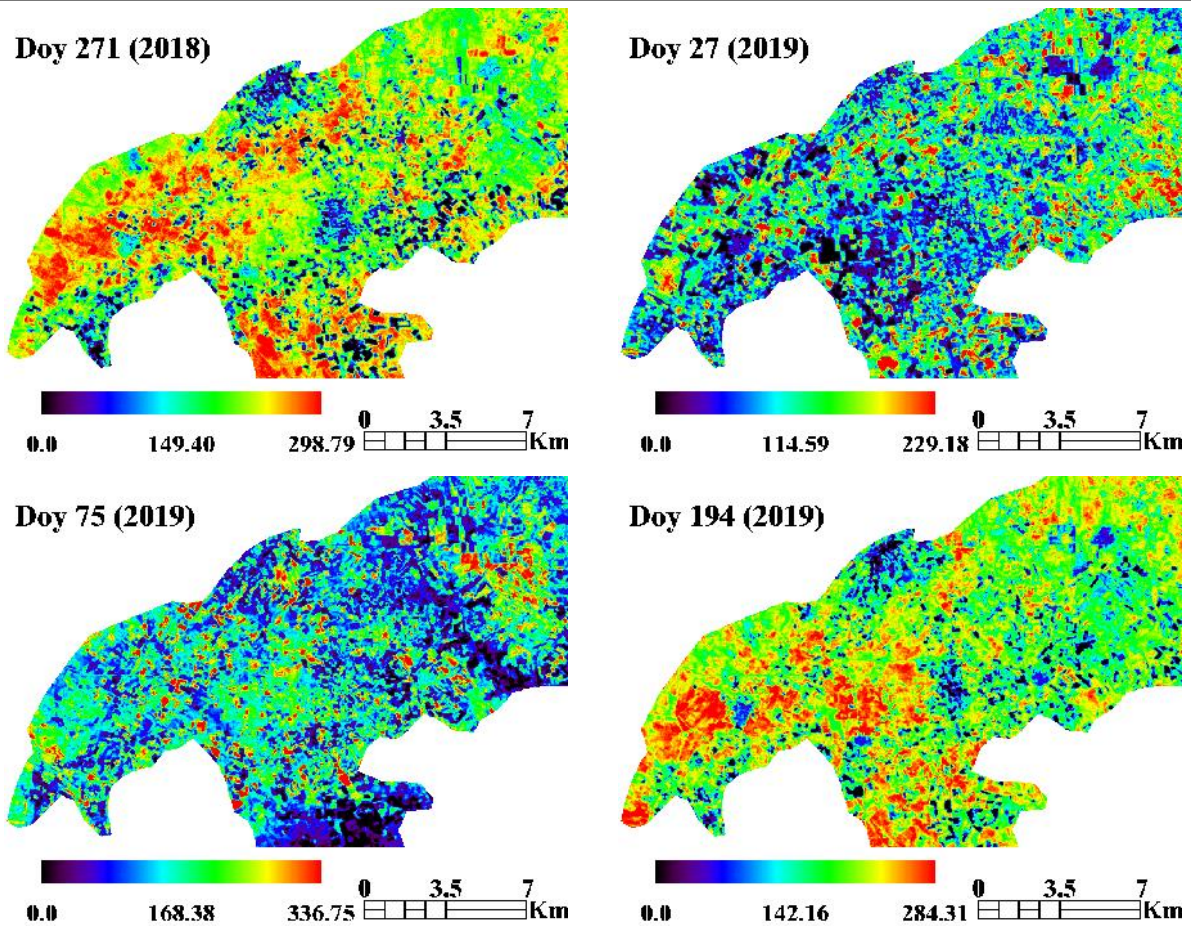 Doy 271 (2018)
0.0 149.40 298.79
0 3.5 7
Km
Doy 27 (2019)
0.0 114.59 229.18
0 3.5 7
Km
Doy 75 (2019)
0.0 168.38 336.75
0 3.5 7
Km
Doy 194 (2019)
0.0 142.16 284.31
0 3.5 7
Km